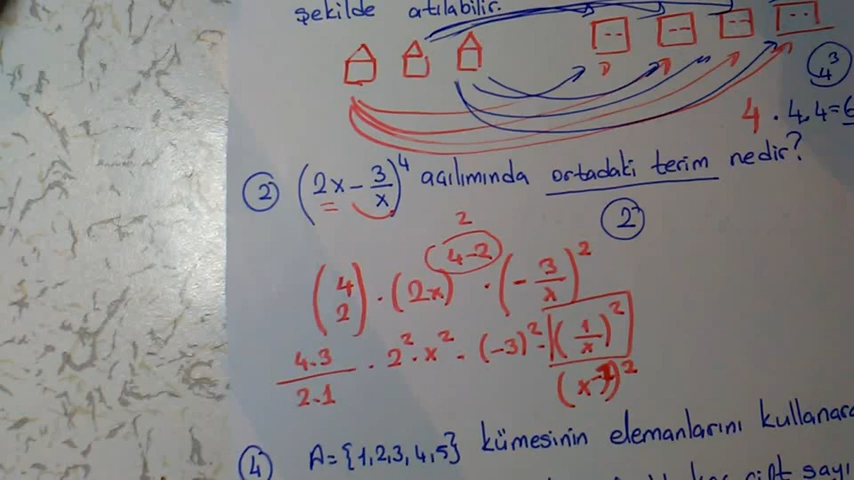 şekilde atılabilir.
4³
4 . 4.4=6
2 (2x - 3/x)⁴ açılımında ortadaki terim nedir?
2
2
(4 2) . (2x)⁴⁻² . (-3/x)²
4.3/2.1 . 2² . x² . (-3)² . (1/x)²
(x⁻¹)²
4 A={1,2,3,4,5} kümesinin elemanlarını
çift sayı